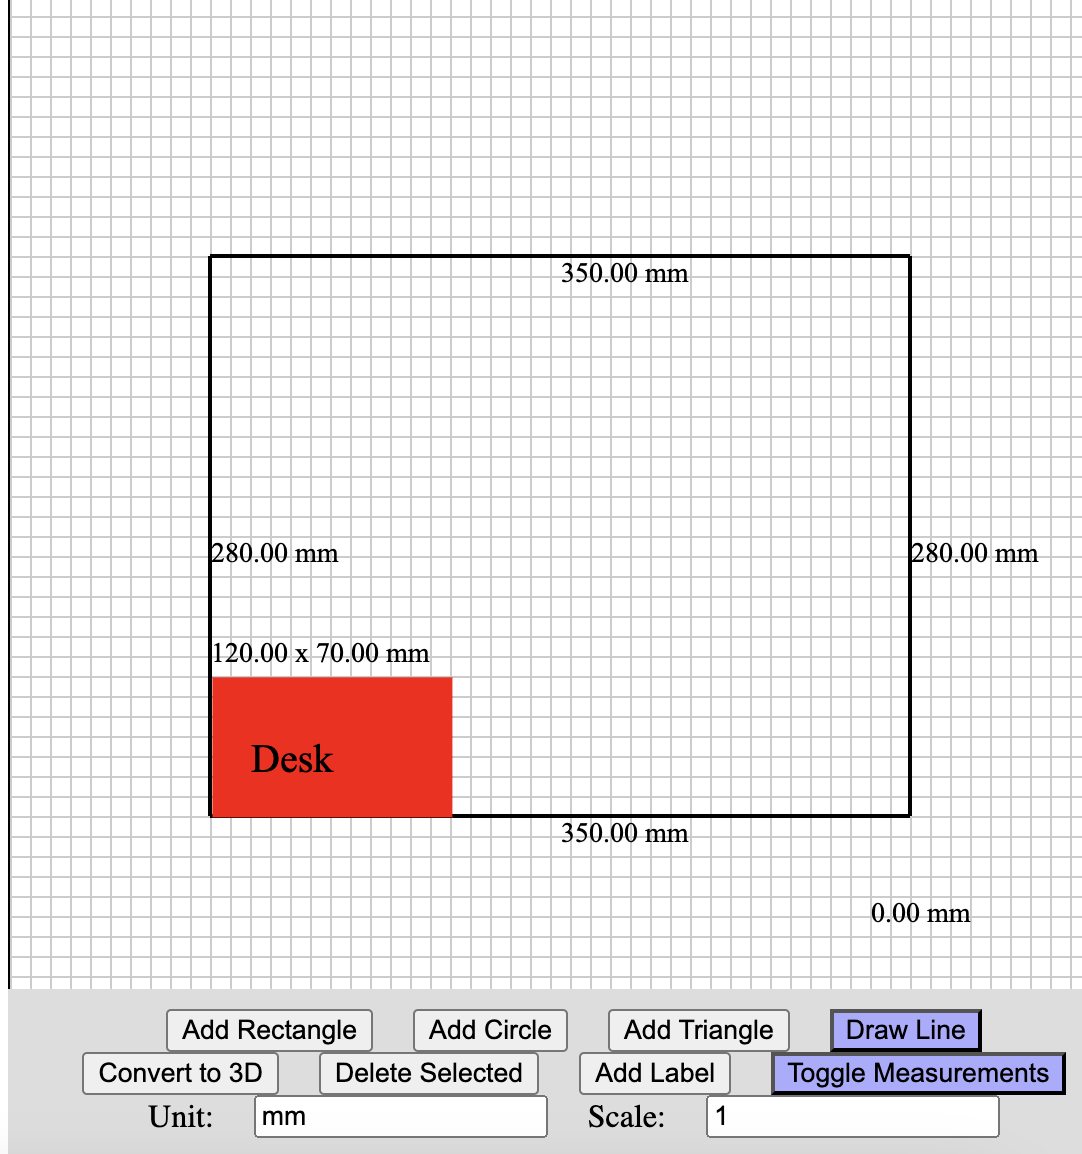 350.00 mm
280.00 mm 280.00 mm
120.00 x 70.00 mm
Desk
350.00 mm
0.00 mm
Add Rectangle Add Circle Add Triangle Draw Line
Convert to 3D Delete Selected Add Label Toggle Measurements
Unit: mm Scale: 1